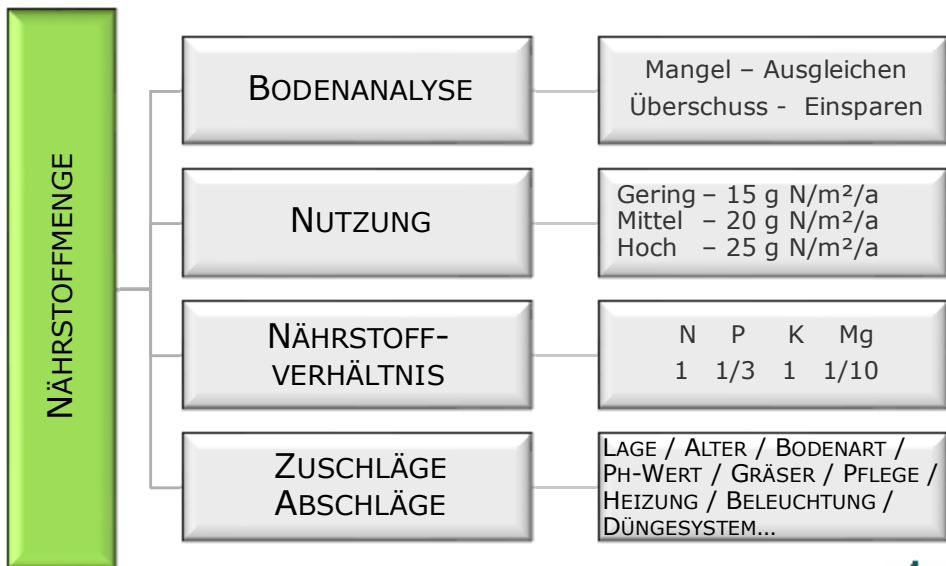 NÄHRSTOFFMENGE
BODENANALYSE
Mangel – Ausgleichen
Überschuss - Einsparen
NUTZUNG
Gering – 15 g N/m²/a
Mittel – 20 g N/m²/a
Hoch – 25 g N/m²/a
NÄHRSTOFF-
VERHÄLTNIS
N P K Mg
1 1/3 1 1/10
ZUSCHLÄGE
ABSCHLÄGE
LAGE / ALTER / BODENART /
PH-WERT / GRÄSER / PFLEGE /
HEIZUNG / BELEUCHTUNG /
DÜNGESYSTEM...